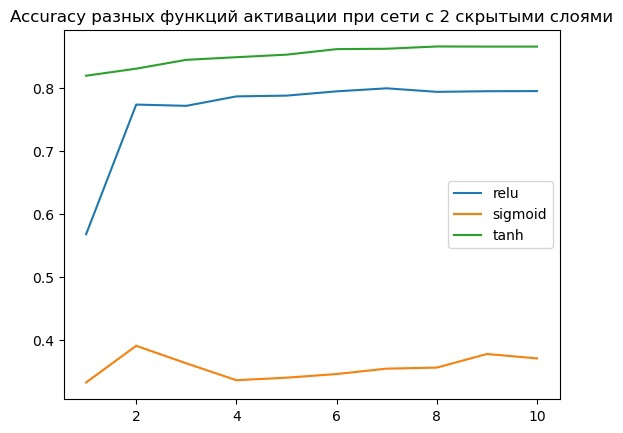 Accuracy разных функций активации при сети с 2 скрытыми слоями
0.8
0.7
0.6
0.5
0.4
relu
sigmoid
tanh
2
4
6
8
10